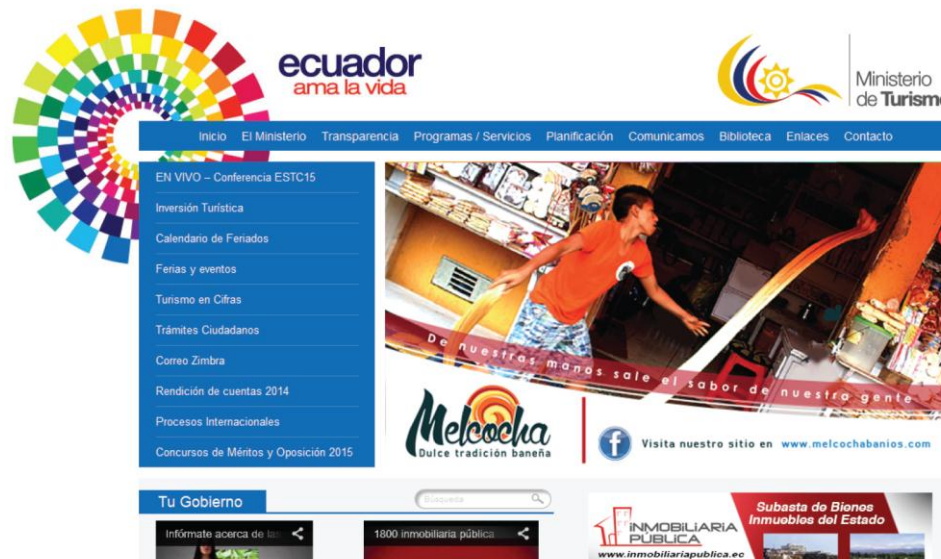 ecuador
ama la vida
Ministerio
de Turismo
Inicio El Ministerio Transparencia Programas / Servicios Planificación Comunicamos Biblioteca Enlaces Contacto
EN VIVO – Conferencia ESTC15
Inversión Turística
Calendario de Feriados
Ferias y eventos
Turismo en Cifras
Trámites Ciudadanos
Correo Zimbra
Rendición de cuentas 2014
Procesos Internacionales
Concursos de Méritos y Oposición 2015
De nuestras manos sale el sabor de nuestra gente
Melcocha
Dulce tradición baneña
f
Visita nuestro sitio en www.melcochabanios.com
Tu Gobierno
Búsqueda
Infórmate acerca de las
1800 inmobiliaria pública
INMOBILIARIA
PÚBLICA
www.inmobiliariapublica.ec
Subasta de Bienes
Inmuebles del Estado